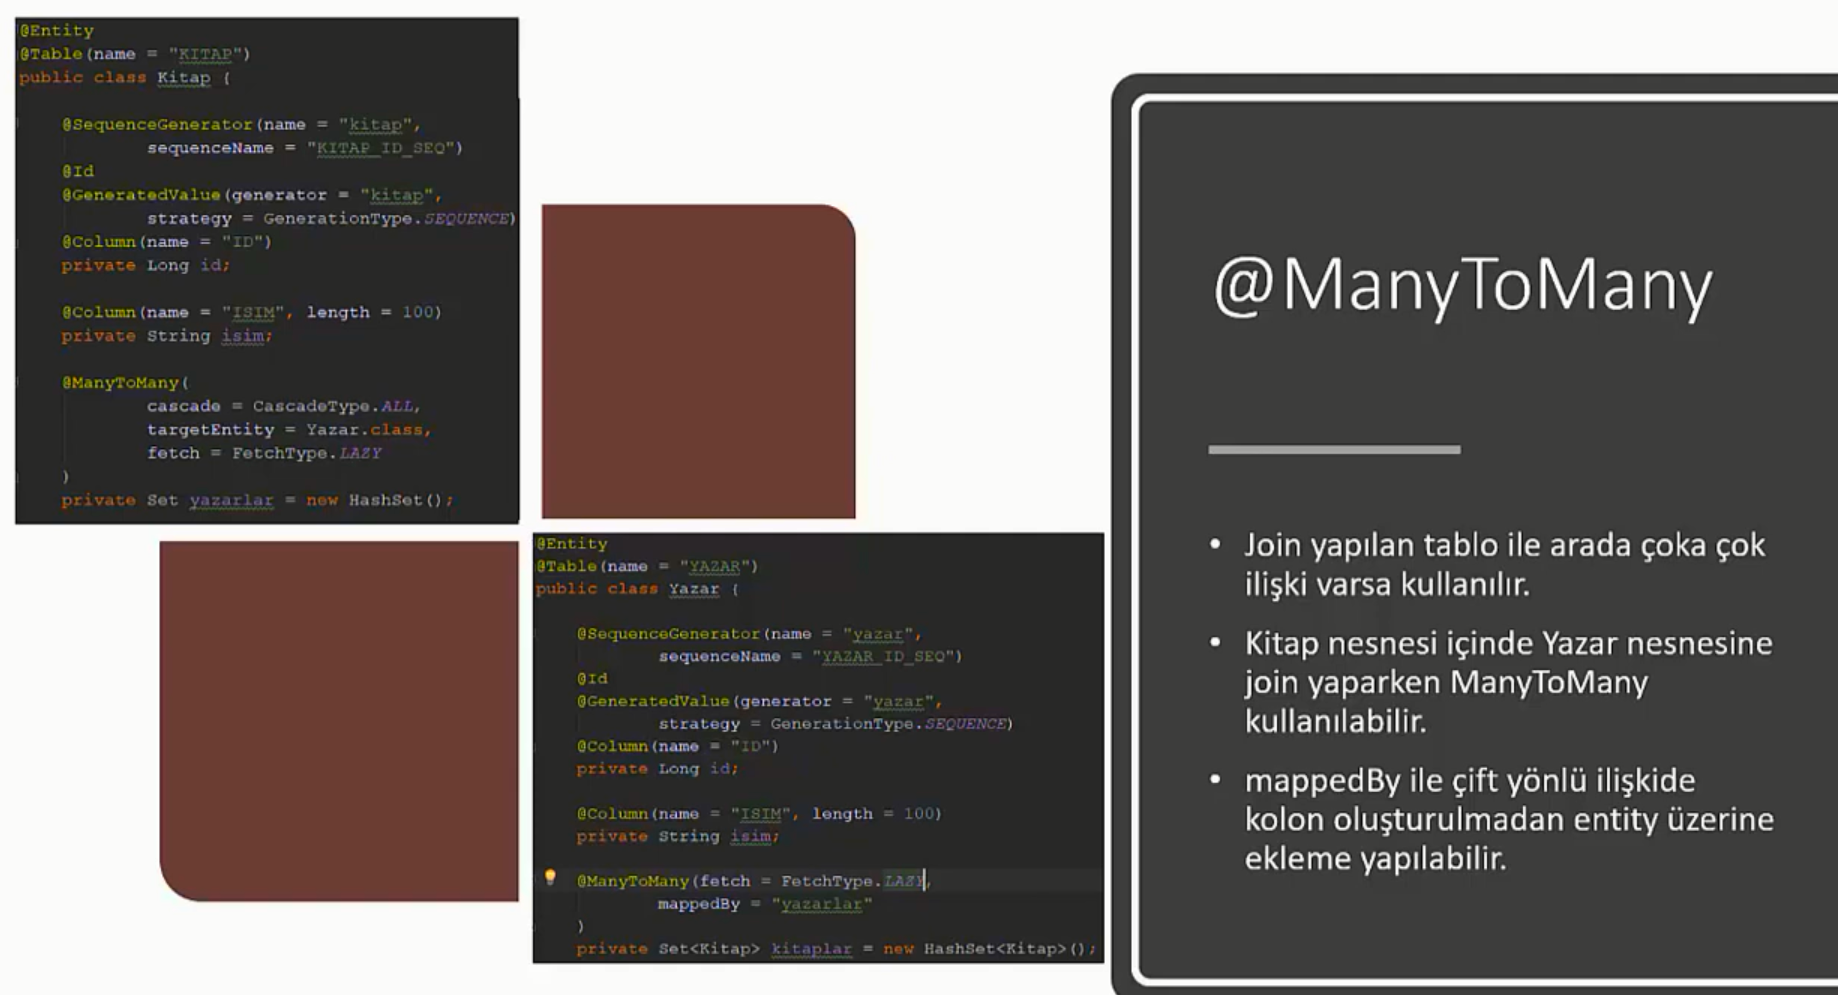 @Entity
@Table(name = "KITAP")
public class Kitap {
@SequenceGenerator(name = "kitap",
sequenceName = "KITAP_ID_SEQ")
@Id
@GeneratedValue(generator = "kitap",
strategy = GenerationType.SEQUENCE)
@Column(name = "ID")
private Long id;
@Column(name = "ISIM", length = 100)
private String isim;
@ManyToMany(
cascade = CascadeType.ALL,
targetEntity = Yazar.class,
fetch = FetchType.LAZY
)
private Set yazarlar = new HashSet();
@Entity
@Table(name = "YAZAR")
public class Yazar {
@SequenceGenerator(name = "yazar",
sequenceName = "YAZAR_ID_SEQ")
@Id
@GeneratedValue(generator = "yazar",
strategy = GenerationType.SEQUENCE)
@Column(name = "ID")
private Long id;
@Column(name = "ISIM", length = 100)
private String isim;
@ManyToMany(fetch = FetchType.LAZY,
mappedBy = "yazarlar"
)
private Set<Kitap> kitaplar = new HashSet<Kitap>();
@ManyToMany
• Join yapılan tablo ile arada çoka çok
ilişki varsa kullanılır.
• Kitap nesnesi içinde Yazar nesnesine
join yaparken ManyToMany
kullanılabilir.
• mappedBy ile çift yönlü ilişkide
kolon oluşturulmadan entity üzerine
ekleme yapılabilir.